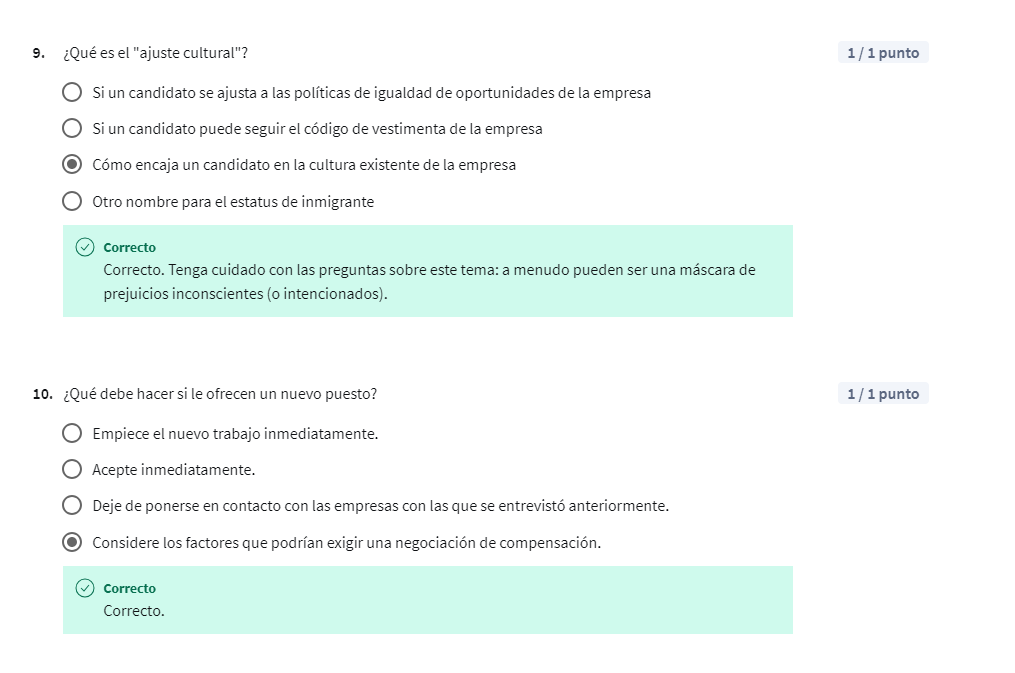 9. ¿Qué es el "ajuste cultural"? 1 / 1 punto
Si un candidato se ajusta a las políticas de igualdad de oportunidades de la empresa
Si un candidato puede seguir el código de vestimenta de la empresa
Cómo encaja un candidato en la cultura existente de la empresa
Otro nombre para el estatus de inmigrante
Correcto
Correcto. Tenga cuidado con las preguntas sobre este tema: a menudo pueden ser una máscara de
prejuicios inconscientes (o intencionados).
10. ¿Qué debe hacer si le ofrecen un nuevo puesto? 1 / 1 punto
Empiece el nuevo trabajo inmediatamente.
Acepte inmediatamente.
Deje de ponerse en contacto con las empresas con las que se entrevistó anteriormente.
Considere los factores que podrían exigir una negociación de compensación.
Correcto
Correcto.